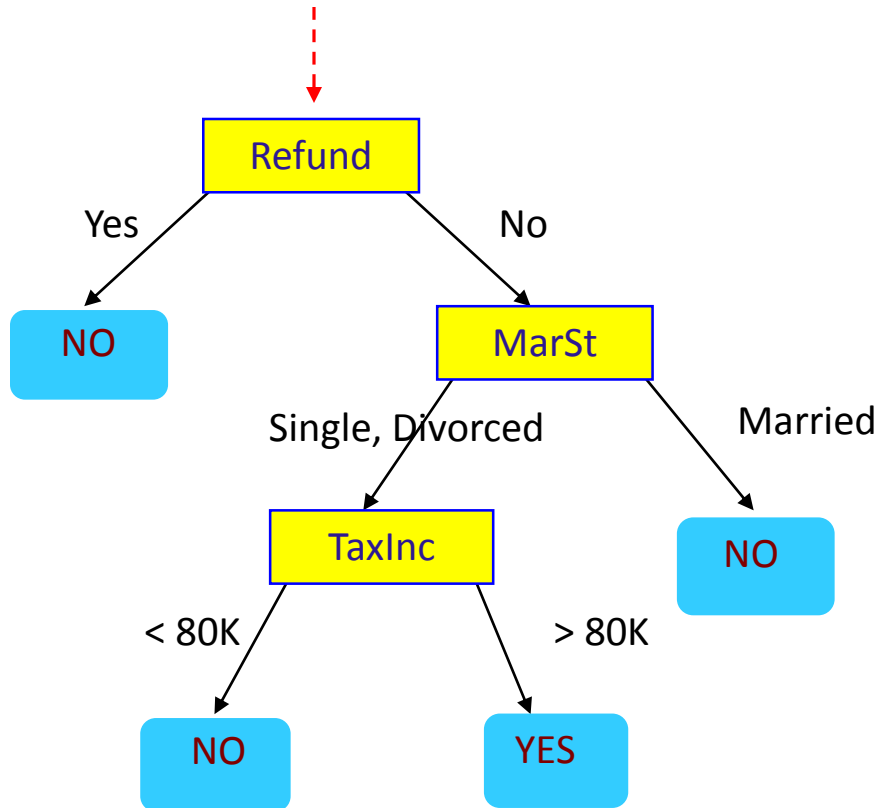 Refund
Yes
No
NO
MarSt
Single, Divorced
Married
TaxInc
NO
< 80K
> 80K
NO
YES